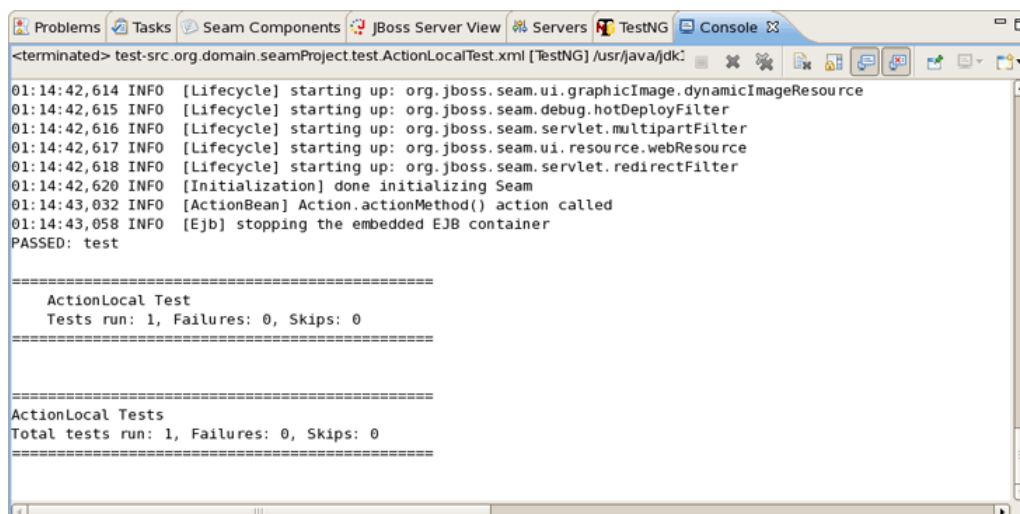 Problems Tasks Seam Components JBoss Server View Servers TestNG Console
<terminated> test-src.org.domain.seamProject.test.ActionLocalTest.xml [TestNG] /usr/java/jdk1
01:14:42,614 INFO  [Lifecycle] starting up: org.jboss.seam.ui.graphicImage.dynamicImageResource
01:14:42,615 INFO  [Lifecycle] starting up: org.jboss.seam.debug.hotDeployFilter
01:14:42,616 INFO  [Lifecycle] starting up: org.jboss.seam.servlet.multipartFilter
01:14:42,617 INFO  [Lifecycle] starting up: org.jboss.seam.ui.resource.webResource
01:14:42,618 INFO  [Lifecycle] starting up: org.jboss.seam.servlet.redirectFilter
01:14:42,620 INFO  [Initialization] done initializing Seam
01:14:43,032 INFO  [ActionBean] Action.actionMethod() action called
01:14:43,058 INFO  [Ejb] stopping the embedded EJB container
PASSED: test
===============================================
    ActionLocal Test
    Tests run: 1, Failures: 0, Skips: 0
===============================================
===============================================
ActionLocal Tests
Total tests run: 1, Failures: 0, Skips: 0
===============================================